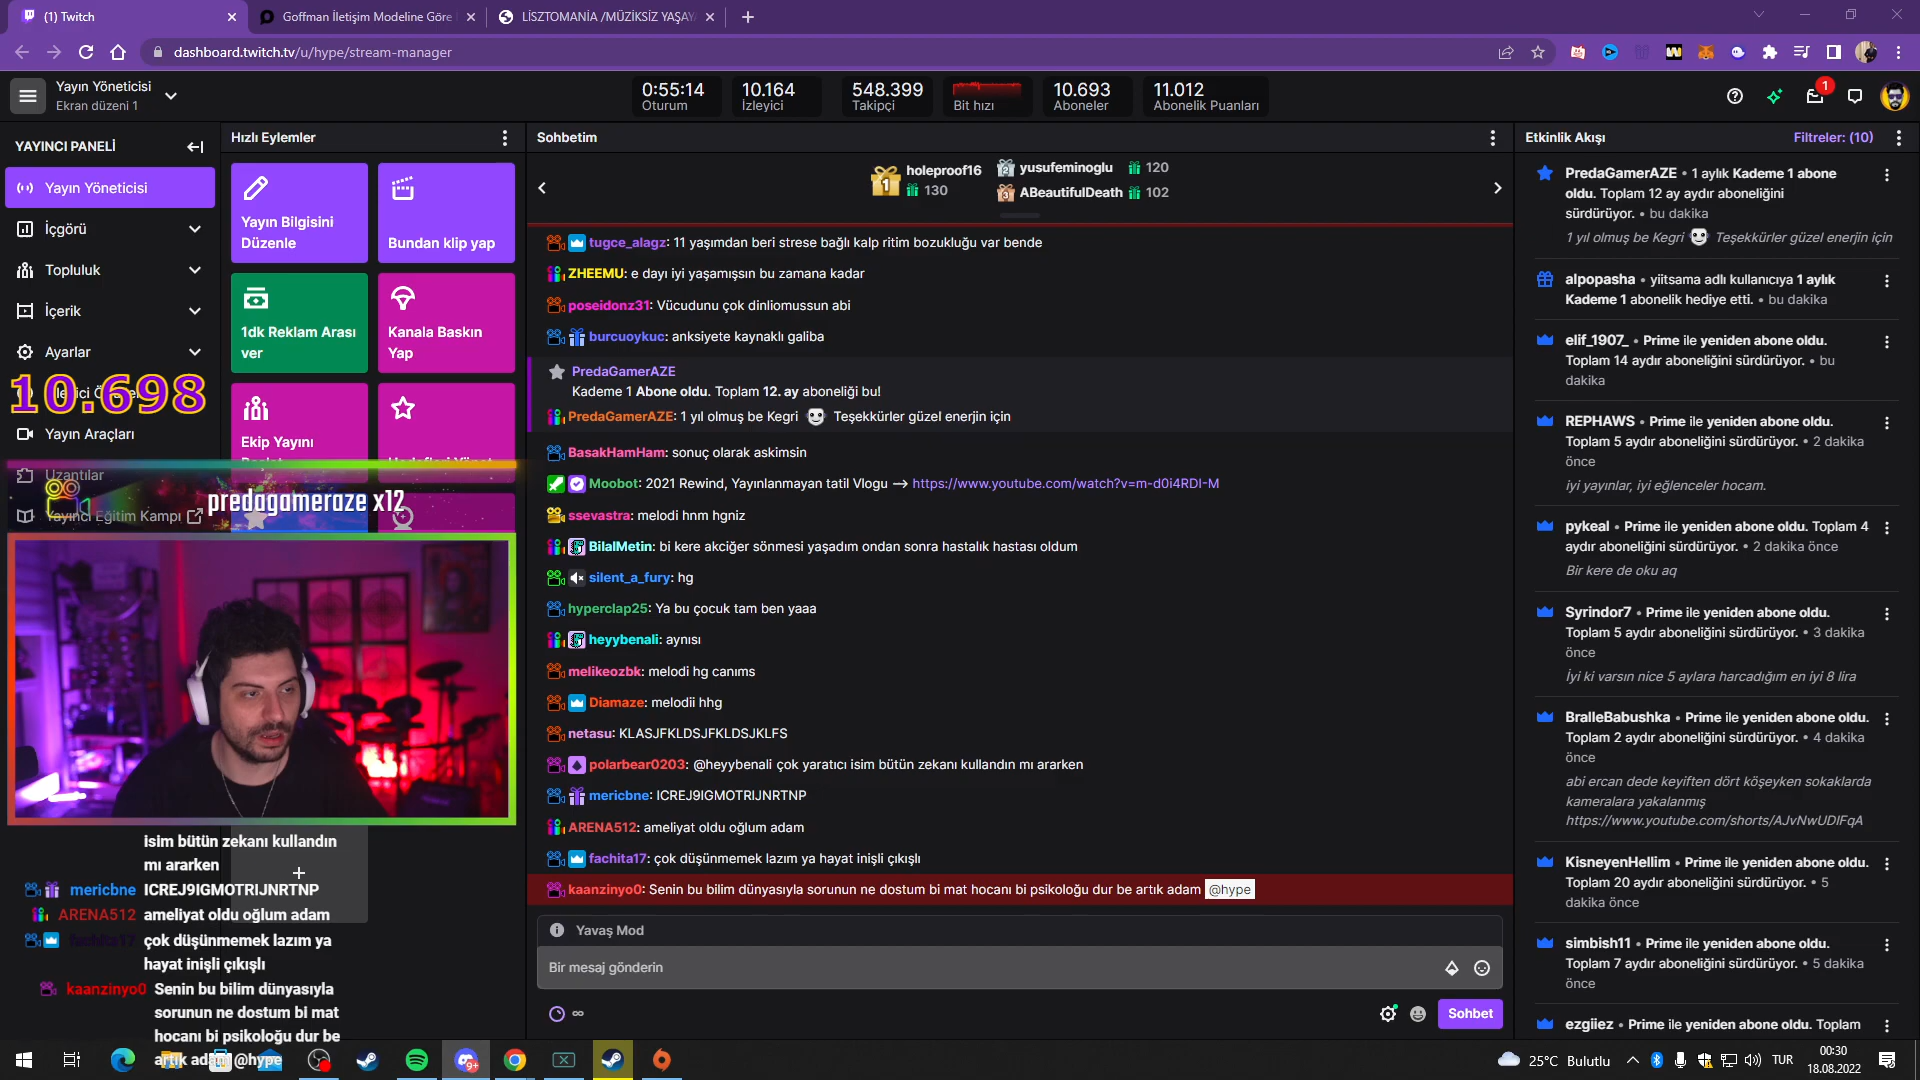 (1) Twitch
Goffman İletişim Modeline Göre
LİSZTOMANİA /MÜZİKSİZ YAŞAYA
dashboard.twitch.tv/u/hype/stream-manager
Yayın Yöneticisi
Ekran düzeni 1
0:55:14
Oturum
10.164
İzleyici
548.399
Takipçi
Bit hızı
10.693
Aboneler
11.012
Abonelik Puanları
1
YAYINCI PANELİ
Yayın Yöneticisi
İçgörü
Topluluk
İçerik
Ayarlar
10.698
Yayın Araçları
Uzantılar
Yayıncı Eğitim Kampı
predagameraze x12
Hızlı Eylemler
Yayın Bilgisini
Düzenle
Bundan klip yap
1dk Reklam Arası
ver
Kanala Baskın
Yap
Ekip Yayını
isim bütün zekanı kullandın
mı ararken
mericbne ICREJ9IGMOTRIJNRTNP
ARENA512 ameliyat oldu oğlum adam
fachita17 çok düşünmemek lazım ya
hayat inişli çıkışlı
kaanzinyo0 Senin bu bilim dünyasıyla
sorunun ne dostum bi mat
hocanı bi psikoloğu dur be
artık adam @hype
Sohbetim
1 holeproof16
130
2 yusufeminoglu 120
3 ABeautifulDeath 102
tugce_alagz: 11 yaşımdan beri strese bağlı kalp ritim bozukluğu var bende
ZHEEMU: e dayı iyi yaşamışsın bu zamana kadar
poseidonz31: Vücudunu çok dinliomussun abi
burcuoykuc: anksiyete kaynaklı galiba
PredaGamerAZE
Kademe 1 Abone oldu. Toplam 12. ay aboneliği bu!
PredaGamerAZE: 1 yıl olmuş be Kegri Teşekkürler güzel enerjin için
BasakHamHam: sonuç olarak askimsin
Moobot: 2021 Rewind, Yayınlanmayan tatil Vlogu —> https://www.youtube.com/watch?v=m-d0i4RDI-M
ssevastra: melodi hnm hgniz
BilalMetin: bi kere akciğer sönmesi yaşadım ondan sonra hastalık hastası oldum
silent_a_fury: hg
hyperclap25: Ya bu çocuk tam ben yaaa
heyybenali: aynısı
melikeozbk: melodi hg canıms
Diamaze: melodii hhg
netasu: KLASJFKLDSJFKLDSJKLFS
polarbear0203: @heyybenali çok yaratıcı isim bütün zekanı kullandın mı ararken
mericbne: ICREJ9IGMOTRIJNRTNP
ARENA512: ameliyat oldu oğlum adam
fachita17: çok düşünmemek lazım ya hayat inişli çıkışlı
kaanzinyo0: Senin bu bilim dünyasıyla sorunun ne dostum bi mat hocanı bi psikoloğu dur be artık adam @hype
Yavaş Mod
Bir mesaj gönderin
∞
Sohbet
Etkinlik Akışı
Filtreler: (10)
PredaGamerAZE • 1 aylık Kademe 1 abone
oldu. Toplam 12 ay aydır aboneliğini
sürdürüyor. • bu dakika
1 yıl olmuş be Kegri Teşekkürler güzel enerjin için
alpopasha • yiitsama adlı kullanıcıya 1 aylık
Kademe 1 abonelik hediye etti. • bu dakika
elif_1907_ • Prime ile yeniden abone oldu.
Toplam 14 aydır aboneliğini sürdürüyor. • bu
dakika
REPHAWS • Prime ile yeniden abone oldu.
Toplam 5 aydır aboneliğini sürdürüyor. • 2 dakika
önce
iyi yayınlar, iyi eğlenceler hocam.
pykeal • Prime ile yeniden abone oldu. Toplam 4
aydır aboneliğini sürdürüyor. • 2 dakika önce
Bir kere de oku aq
Syrindor7 • Prime ile yeniden abone oldu.
Toplam 5 aydır aboneliğini sürdürüyor. • 3 dakika
önce
İyi ki varsın nice 5 aylara harcadığım en iyi 8 lira
BralleBabushka • Prime ile yeniden abone oldu.
Toplam 2 aydır aboneliğini sürdürüyor. • 4 dakika
önce
abi ercan dede keyiften dört köşeyken sokaklarda
kameralara yakalanmış
https://www.youtube.com/shorts/AJvNwUDlFqA
KisneyenHellim • Prime ile yeniden abone oldu.
Toplam 20 aydır aboneliğini sürdürüyor. • 5
dakika önce
simbish11 • Prime ile yeniden abone oldu.
Toplam 7 aydır aboneliğini sürdürüyor. • 5 dakika
önce
ezgiiez • Prime ile yeniden abone oldu. Toplam
9+
25°C Bulutlu
TUR
00:30
18.08.2022